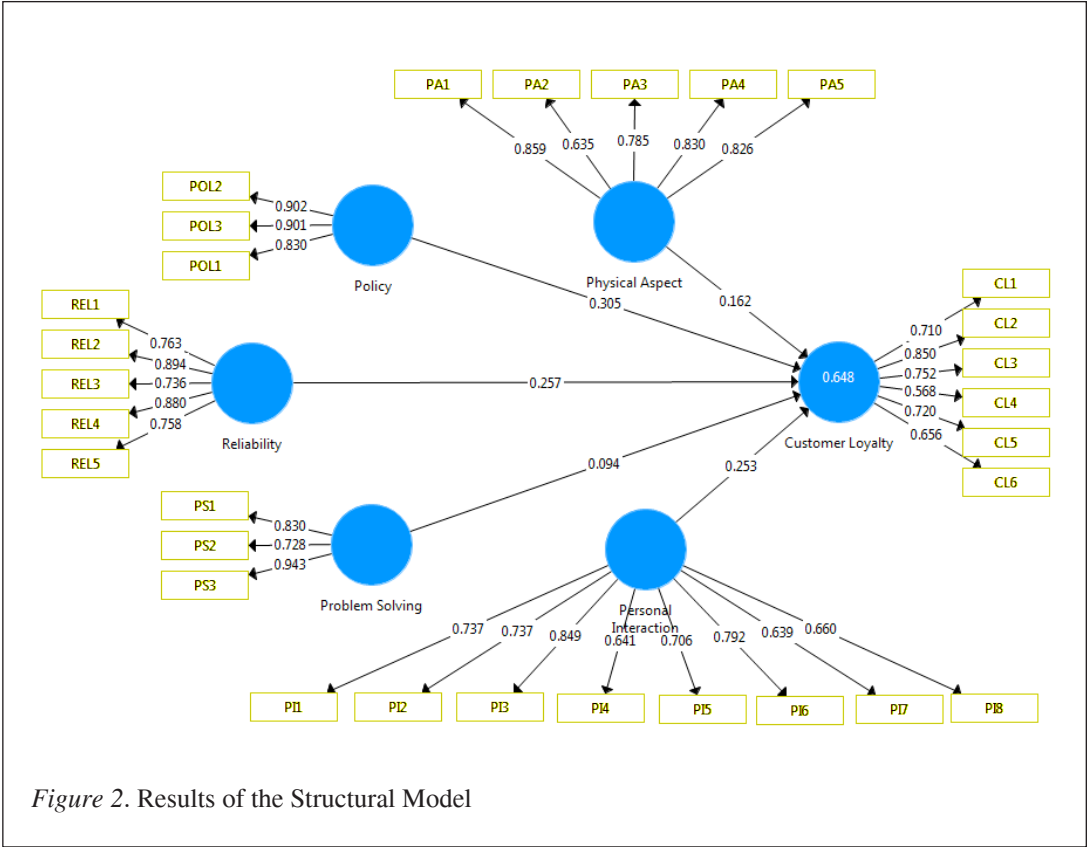 PA1 PA2 PA3 PA4 PA5
0.859 0.635 0.785 0.830 0.826
Physical Aspect
POL2
POL3
POL1
0.902
0.901
0.830
Policy
REL1
REL2
REL3
REL4
REL5
0.763
0.894
0.736
0.880
0.758
Reliability
PS1
PS2
PS3
0.830
0.728
0.943
Problem Solving
0.305
0.162
0.257
0.094
0.253
0.648
Customer Loyalty
0.710
0.850
0.752
0.568
0.720
0.656
CL1
CL2
CL3
CL4
CL5
CL6
Personal
Interaction
0.737 0.737 0.849 0.641 0.706 0.792 0.639 0.660
PI1 PI2 PI3 PI4 PI5 PI6 PI7 PI8
Figure 2. Results of the Structural Model